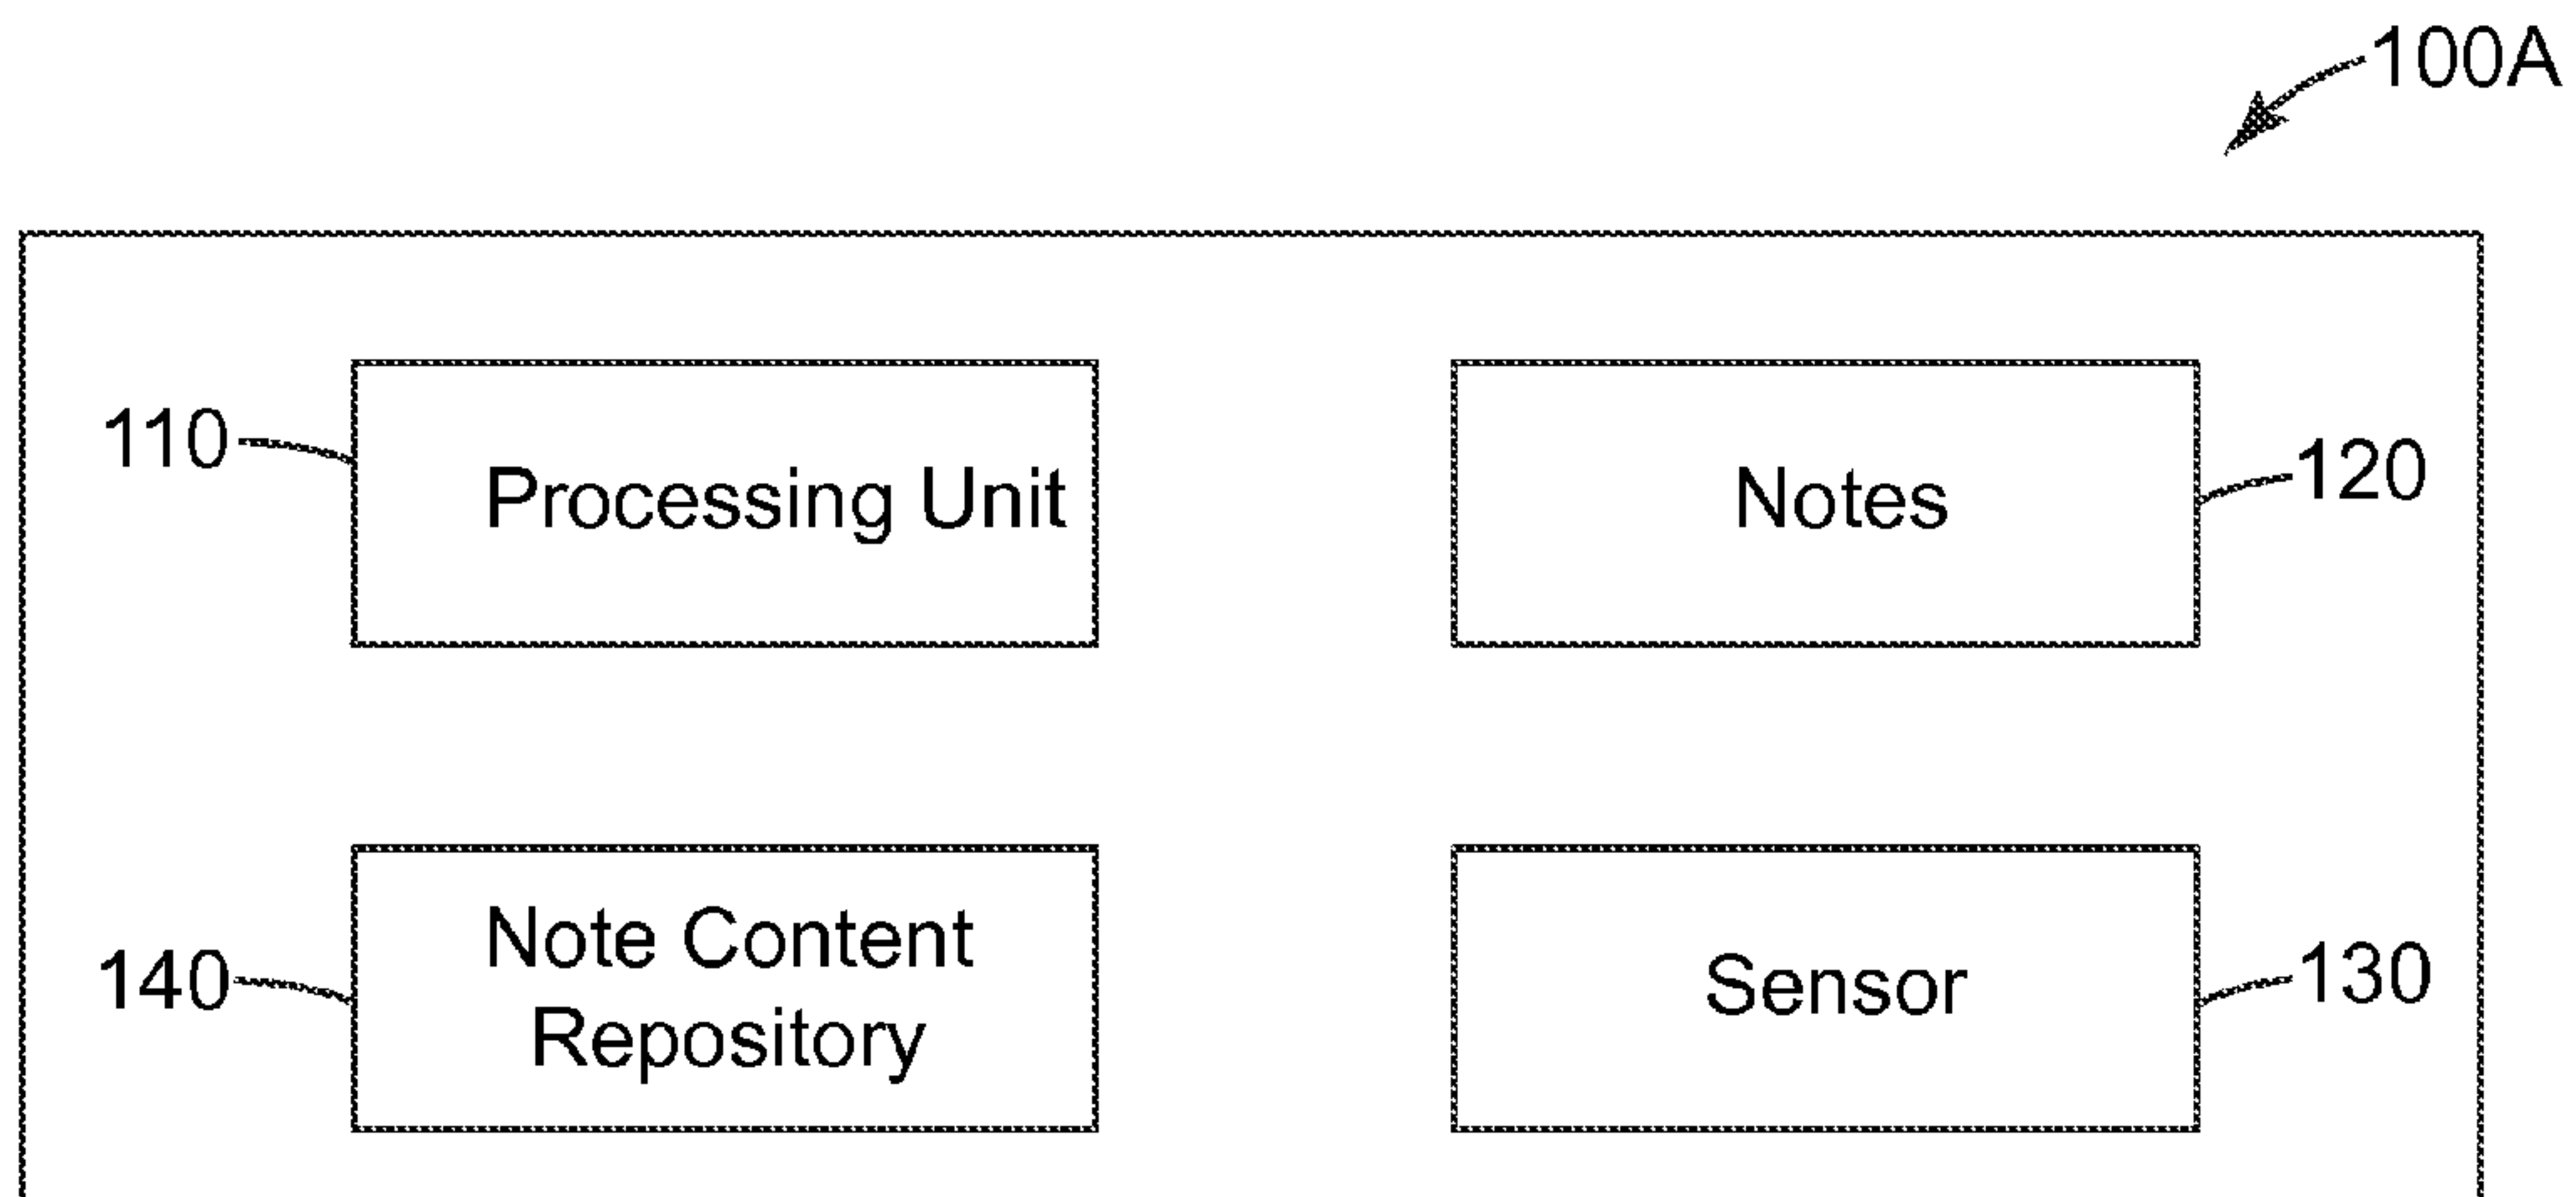 100A
110
Processing Unit
Notes
120
140
Note Content
Repository
Sensor
130